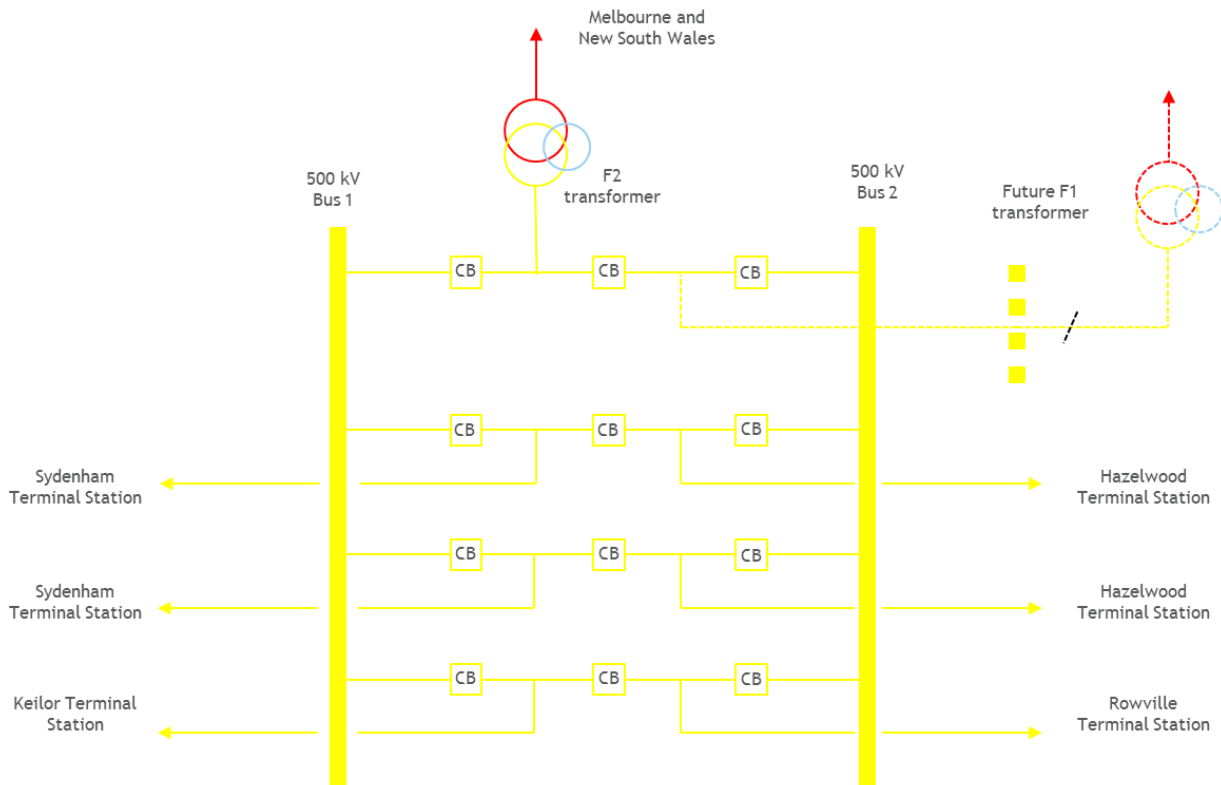 Melbourne and
New South Wales
F2
transformer
500 kV
Bus 1
500 kV
Bus 2
Future F1
transformer
CB
CB
CB
CB
CB
CB
Sydenham
Terminal Station
Hazelwood
Terminal Station
CB
CB
CB
Sydenham
Terminal Station
Hazelwood
Terminal Station
CB
CB
CB
Keilor Terminal
Station
Rowville
Terminal Station